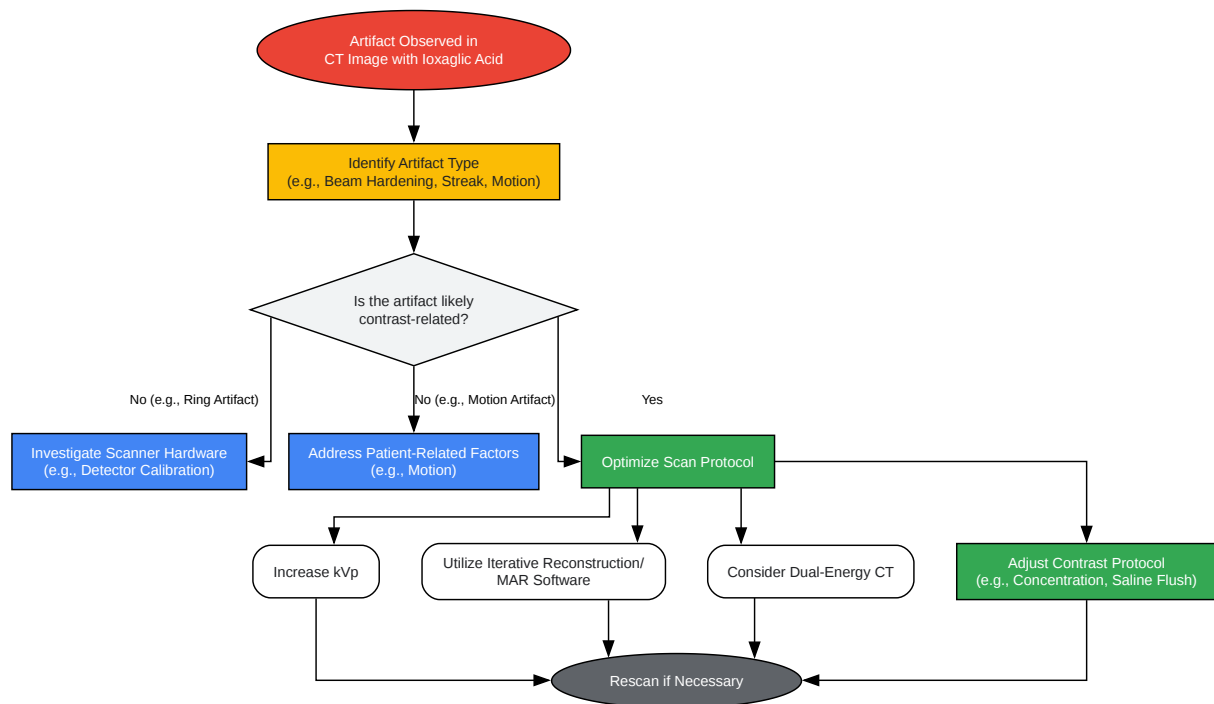 Artifact Observed in
CT Image with Ioxaglic Acid
Identify Artifact Type
(e.g., Beam Hardening, Streak, Motion)
Is the artifact likely
contrast-related?
No (e.g., Ring Artifact)
No (e.g., Motion Artifact)
Yes
Investigate Scanner Hardware
(e.g., Detector Calibration)
Address Patient-Related Factors
(e.g., Motion)
Optimize Scan Protocol
Increase kVp
Utilize Iterative Reconstruction/
MAR Software
Consider Dual-Energy CT
Adjust Contrast Protocol
(e.g., Concentration, Saline Flush)
Rescan if Necessary